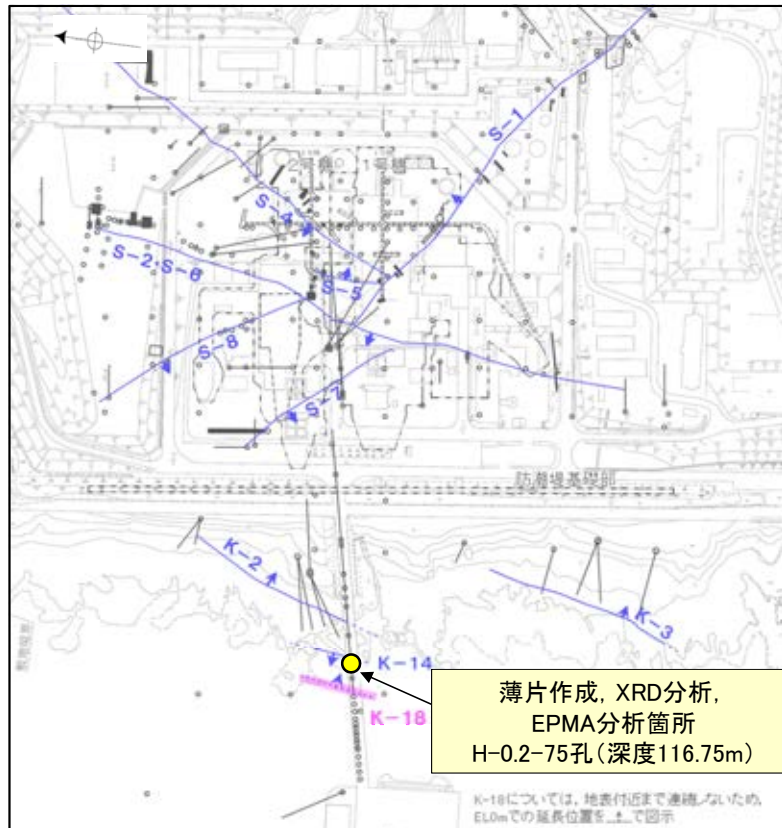 S-1
2号機 1号機
S-4
S-2・S-6
S-5
S-8
S-7
防潮堤基礎部
K-2
K-3
K-14
K-18
薄片作成，XRD分析，
EPMA分析箇所
H-0.2-75孔（深度116.75m）
K-18については，地表付近まで連続しないため，
EL0mでの延長位置を
で図示